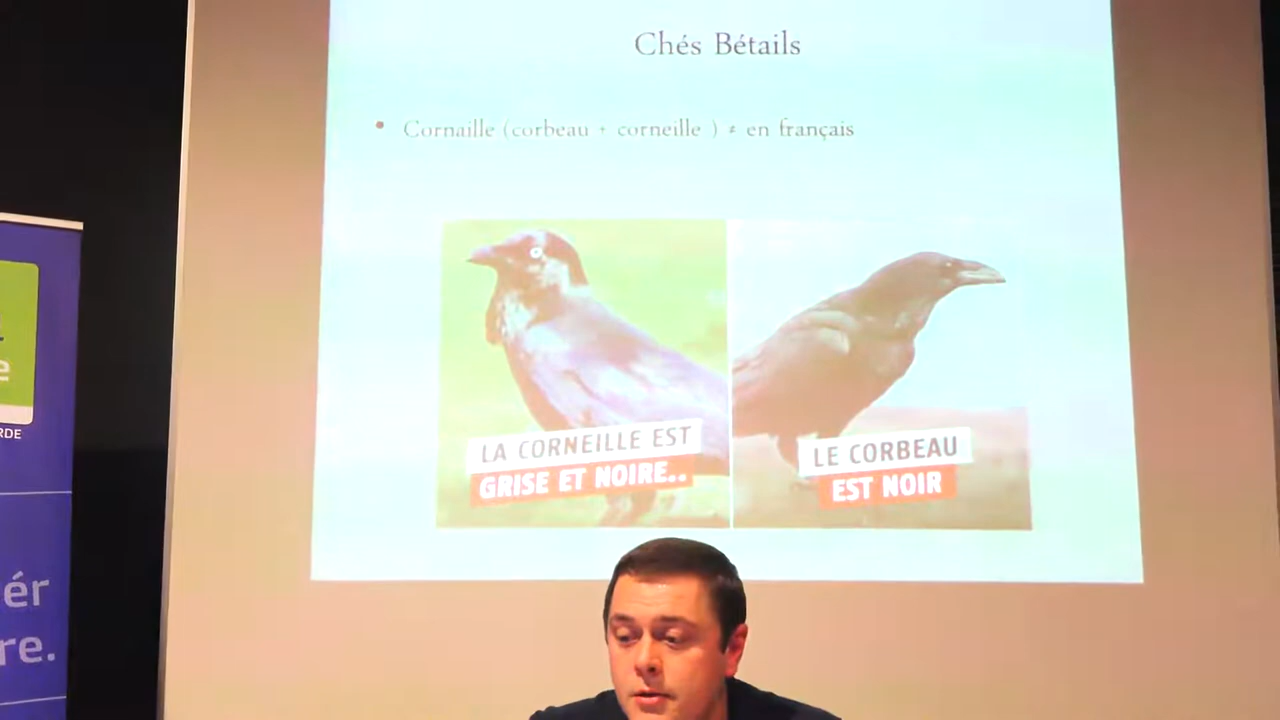 Chés Bétails
• Cornaille (corbeau + corneille ) ≠ en français
LA CORNEILLE EST
GRISE ET NOIRE..
LE CORBEAU
EST NOIR
e
RDE
ér
re.